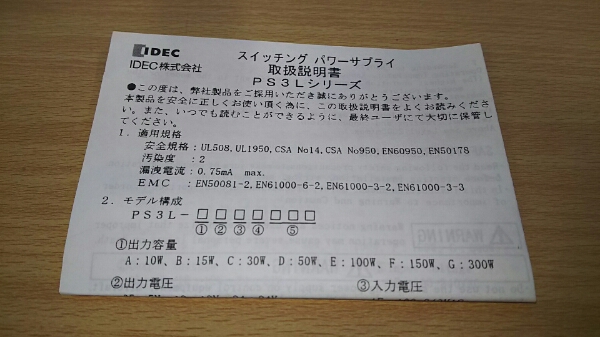 IDEC
IDEC株式会社
スイッチング パワーサプライ
取扱説明書
PS3Lシリーズ
●この度は、弊社製品をご採用いただき誠にありがとうございます。
本製品を安全に正しくお使い頂く為に、この取扱説明書をよくお読みくださ
い。また、いつでも読むことができるように、最終ユーザにて大切に保管し
てください。
1. 適用規格
安全規格:UL508, UL1950, CSA No14, CSA No950, EN60950, EN50178
汚染度 :2
漏洩電流:0.75mA max.
EMC :EN50081-2, EN61000-6-2, EN61000-3-2, EN61000-3-3
2. モデル構成
PS3L-□□□□□□□
① ② ③ ④ ⑤
①出力容量
A:10W、B:15W、C:30W、D:50W、E:100W、F:150W、G:300W
②出力電圧 ③入力電圧
WARNING